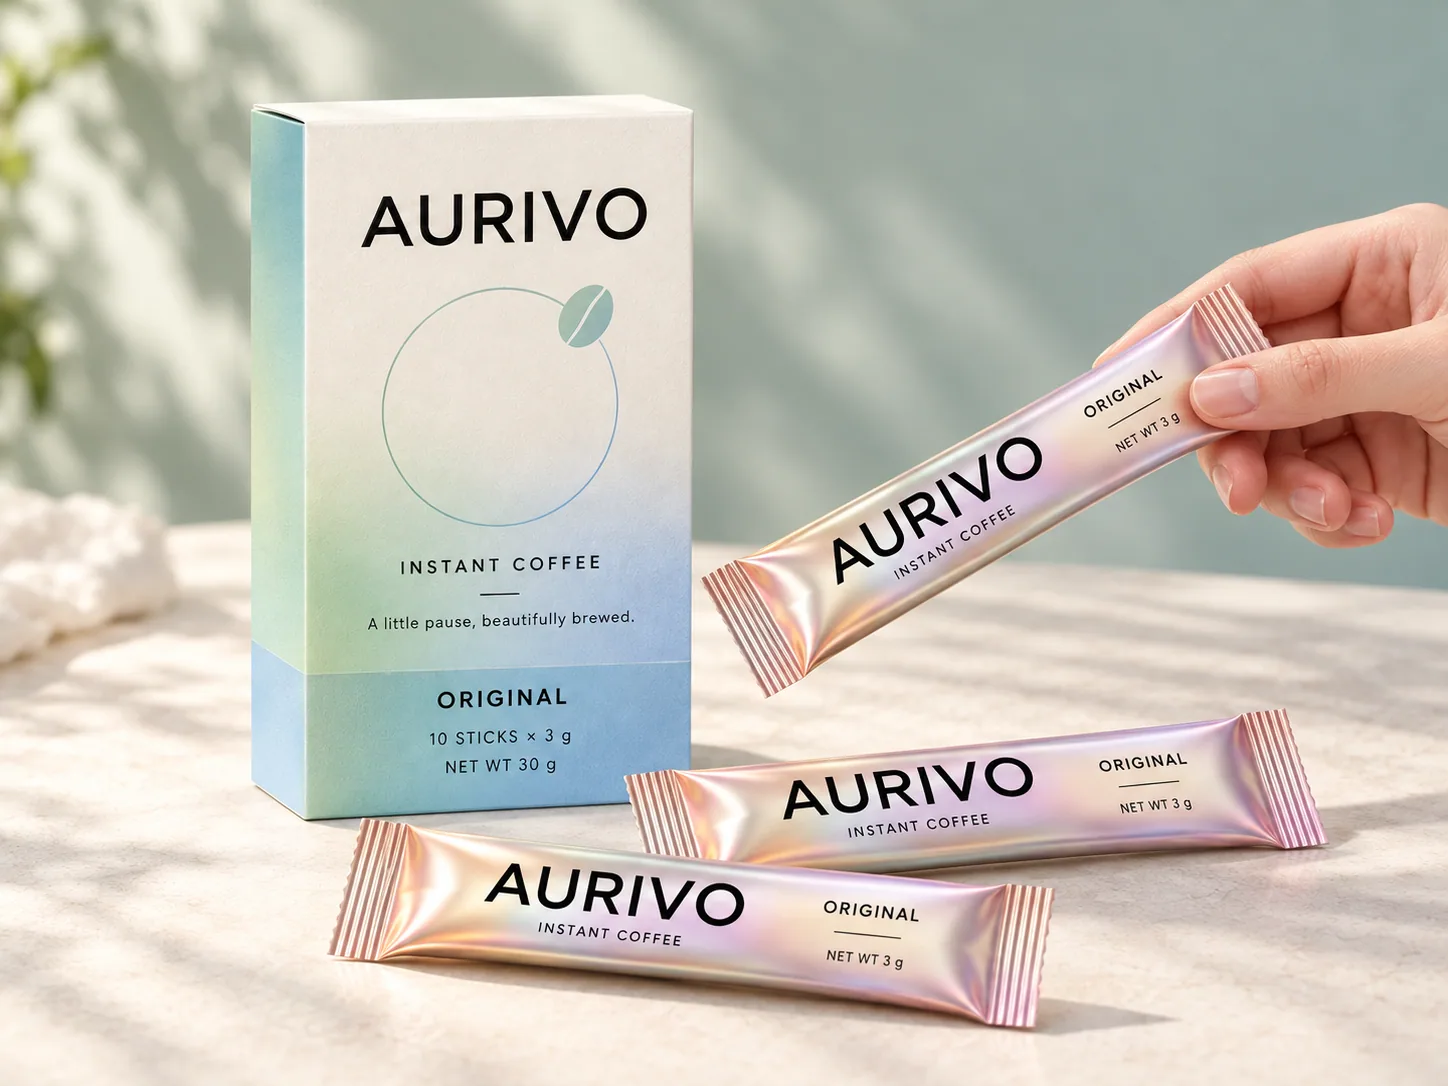 AURIVO
INSTANT COFFEE
A little pause, beautifully brewed.
ORIGINAL
10 STICKS × 3 g
NET WT 30 g
AURIVO
INSTANT COFFEE
ORIGINAL
NET WT 3 g
AURIVO
INSTANT COFFEE
ORIGINAL
NET WT 3 g
AURIVO
INSTANT COFFEE
ORIGINAL
NET WT 3 g